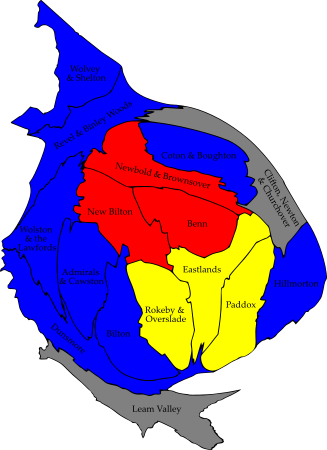 Wolvey
& Shelton
Revel & Binley Woods
Coton & Boughton
Clifton, Newton
& Churchover
Newbold & Brownsover
New Bilton
Benn
Wolston
& the
Lawfords
Eastlands
Admirals
& Cawston
Hillmorton
Paddox
Rokeby &
Overslade
Bilton
Dunsmore
Leam Valley